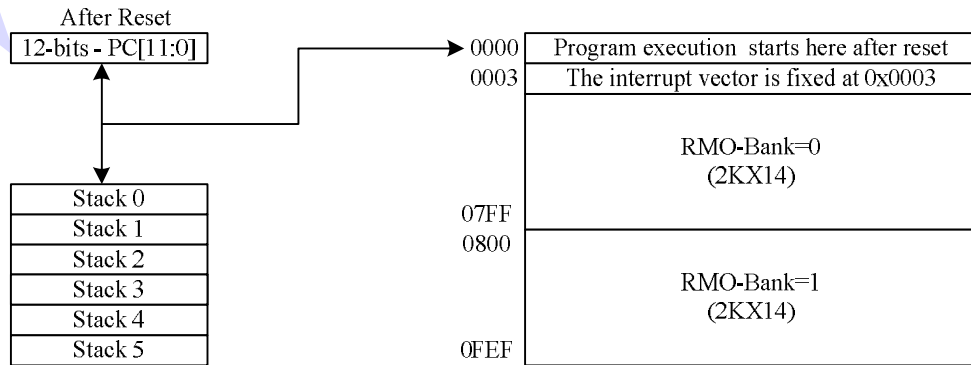 After Reset
12-bits - PC[11:0]
Stack 0
Stack 1
Stack 2
Stack 3
Stack 4
Stack 5
0000
Program execution starts here after reset
0003
The interrupt vector is fixed at 0x0003
RMO-Bank=0
(2KX14)
07FF
0800
RMO-Bank=1
(2KX14)
0FEF